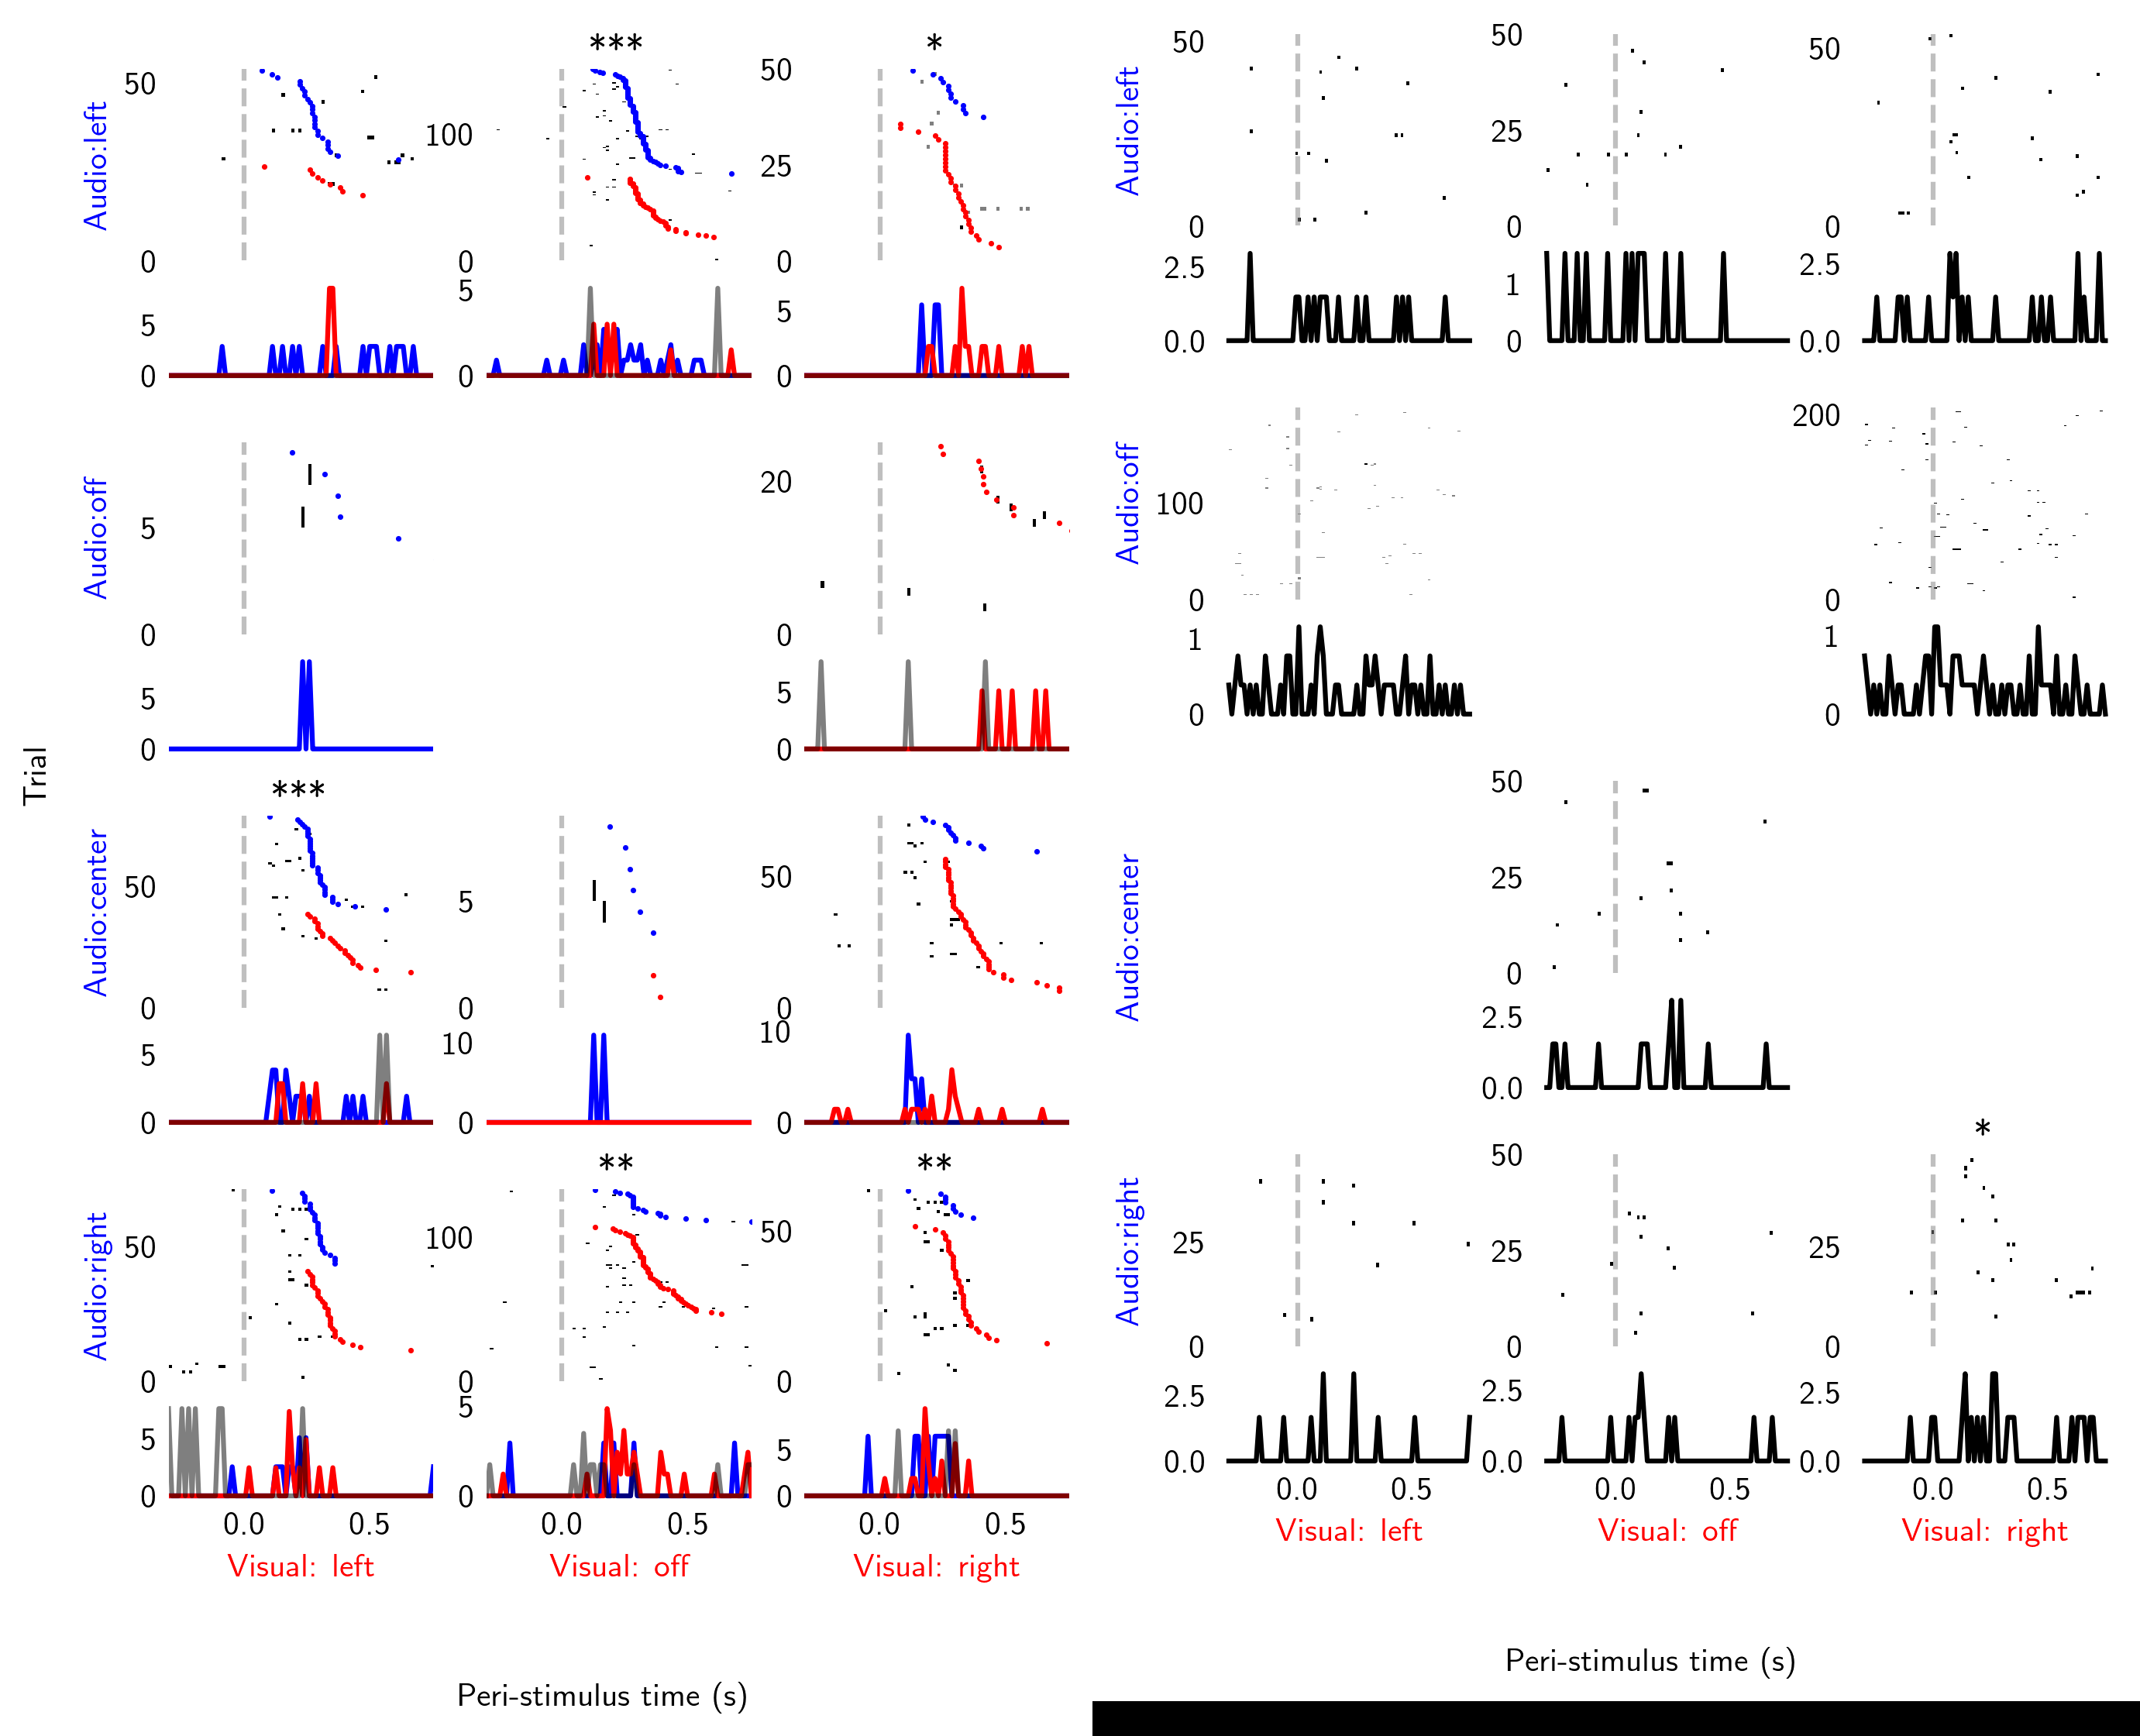 *** *
50 100 50 25 0 0 0
Audio:left
5 0 5 0 5 0
Audio:off
5 0 20 0
5 0 5 0
Trial
***
Audio:center
50 0 5 0 50 0
5 0 10 0 10 0
** **
Audio:right
50 0 100 0 50 0
5 0 5 0 5 0
0.0 0.5 0.0 0.5 0.0 0.5
Visual: left Visual: off Visual: right
Peri-stimulus time (s)
Audio:left
50 0 50 25 0 50 0
2.5 0.0 1 0 2.5 0.0
Audio:off
100 0 200 0
1 0 1 0
Audio:center
50 25 0
2.5 0.0
*
Audio:right
25 0 50 25 0 25 0
2.5 0.0 2.5 0.0 2.5 0.0
0.0 0.5 0.0 0.5 0.0 0.5
Visual: left Visual: off Visual: right
Peri-stimulus time (s)